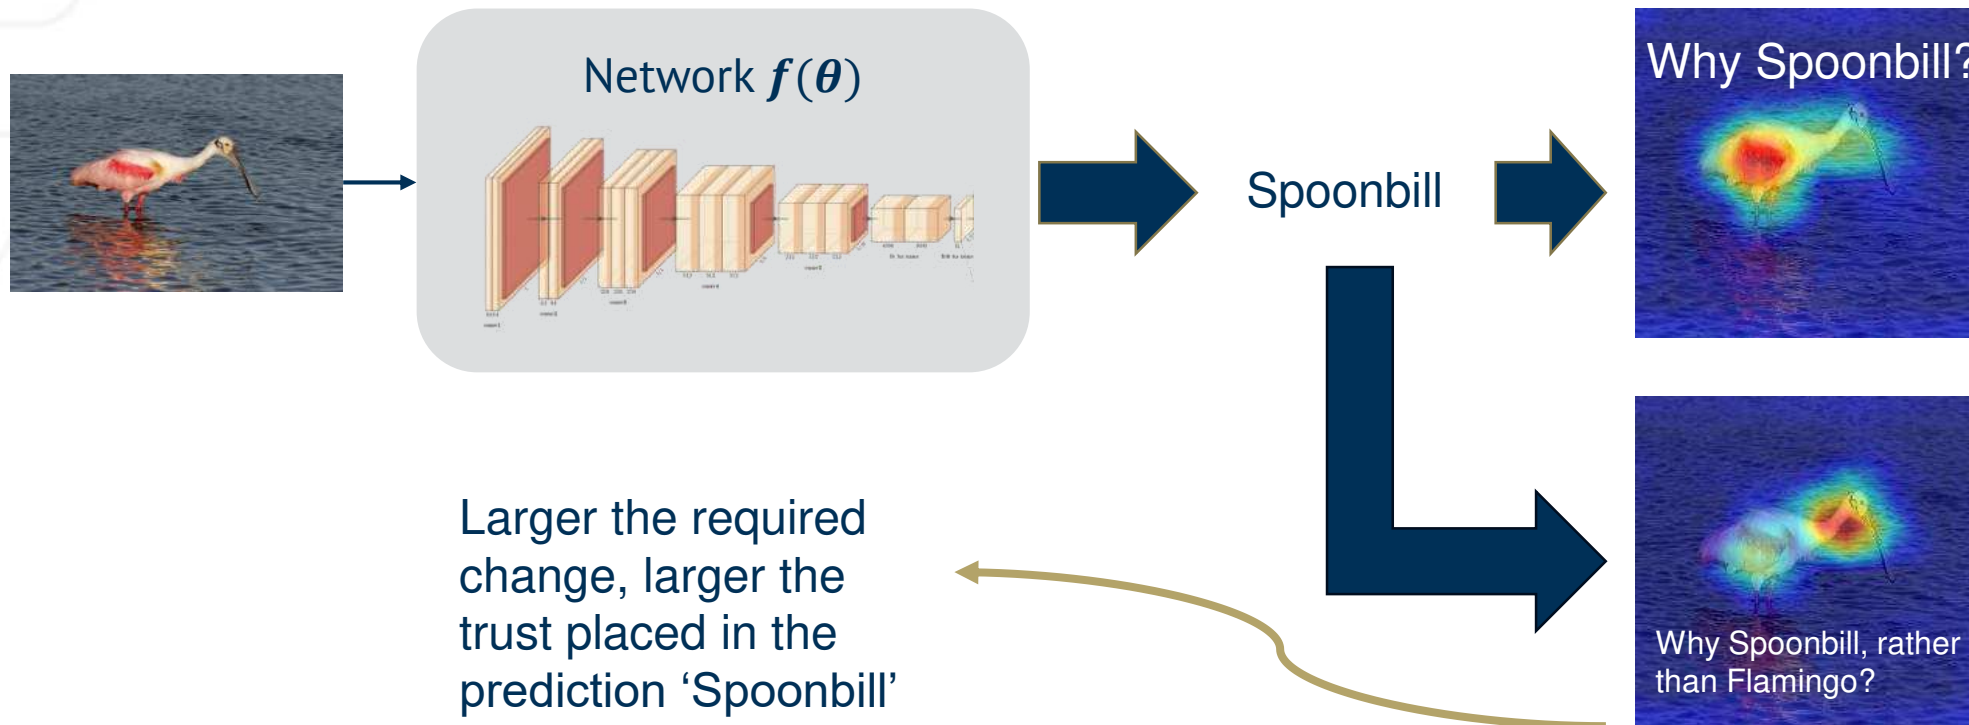 Network f(θ)
Why Spoonbill?
Spoonbill
Larger the required
change, larger the
trust placed in the
prediction ‘Spoonbill’
Why Spoonbill, rather
than Flamingo?